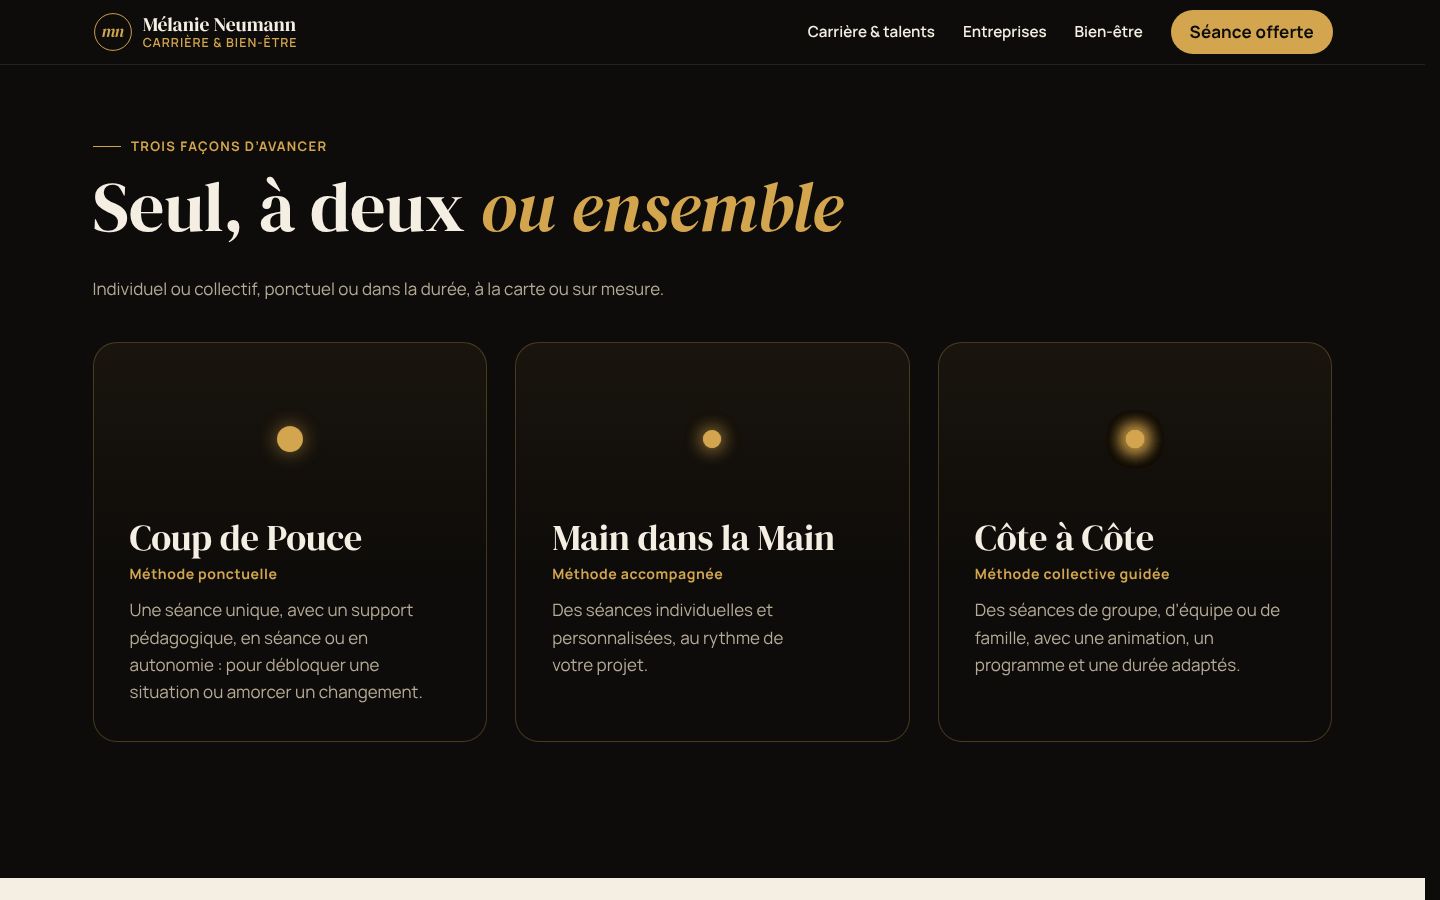 mn
Mélanie Neumann
CARRIÈRE & BIEN-ÊTRE
Carrière & talents
Entreprises
Bien-être
Séance offerte
TROIS FAÇONS D'AVANCER
Seul, à deux ou ensemble
Individuel ou collectif, ponctuel ou dans la durée, à la carte ou sur mesure.
Coup de Pouce
Méthode ponctuelle
Une séance unique, avec un support
pédagogique, en séance ou en
autonomie : pour débloquer une
situation ou amorcer un changement.
Main dans la Main
Méthode accompagnée
Des séances individuelles et
personnalisées, au rythme de
votre projet.
Côte à Côte
Méthode collective guidée
Des séances de groupe, d'équipe ou de
famille, avec une animation, un
programme et une durée adaptés.